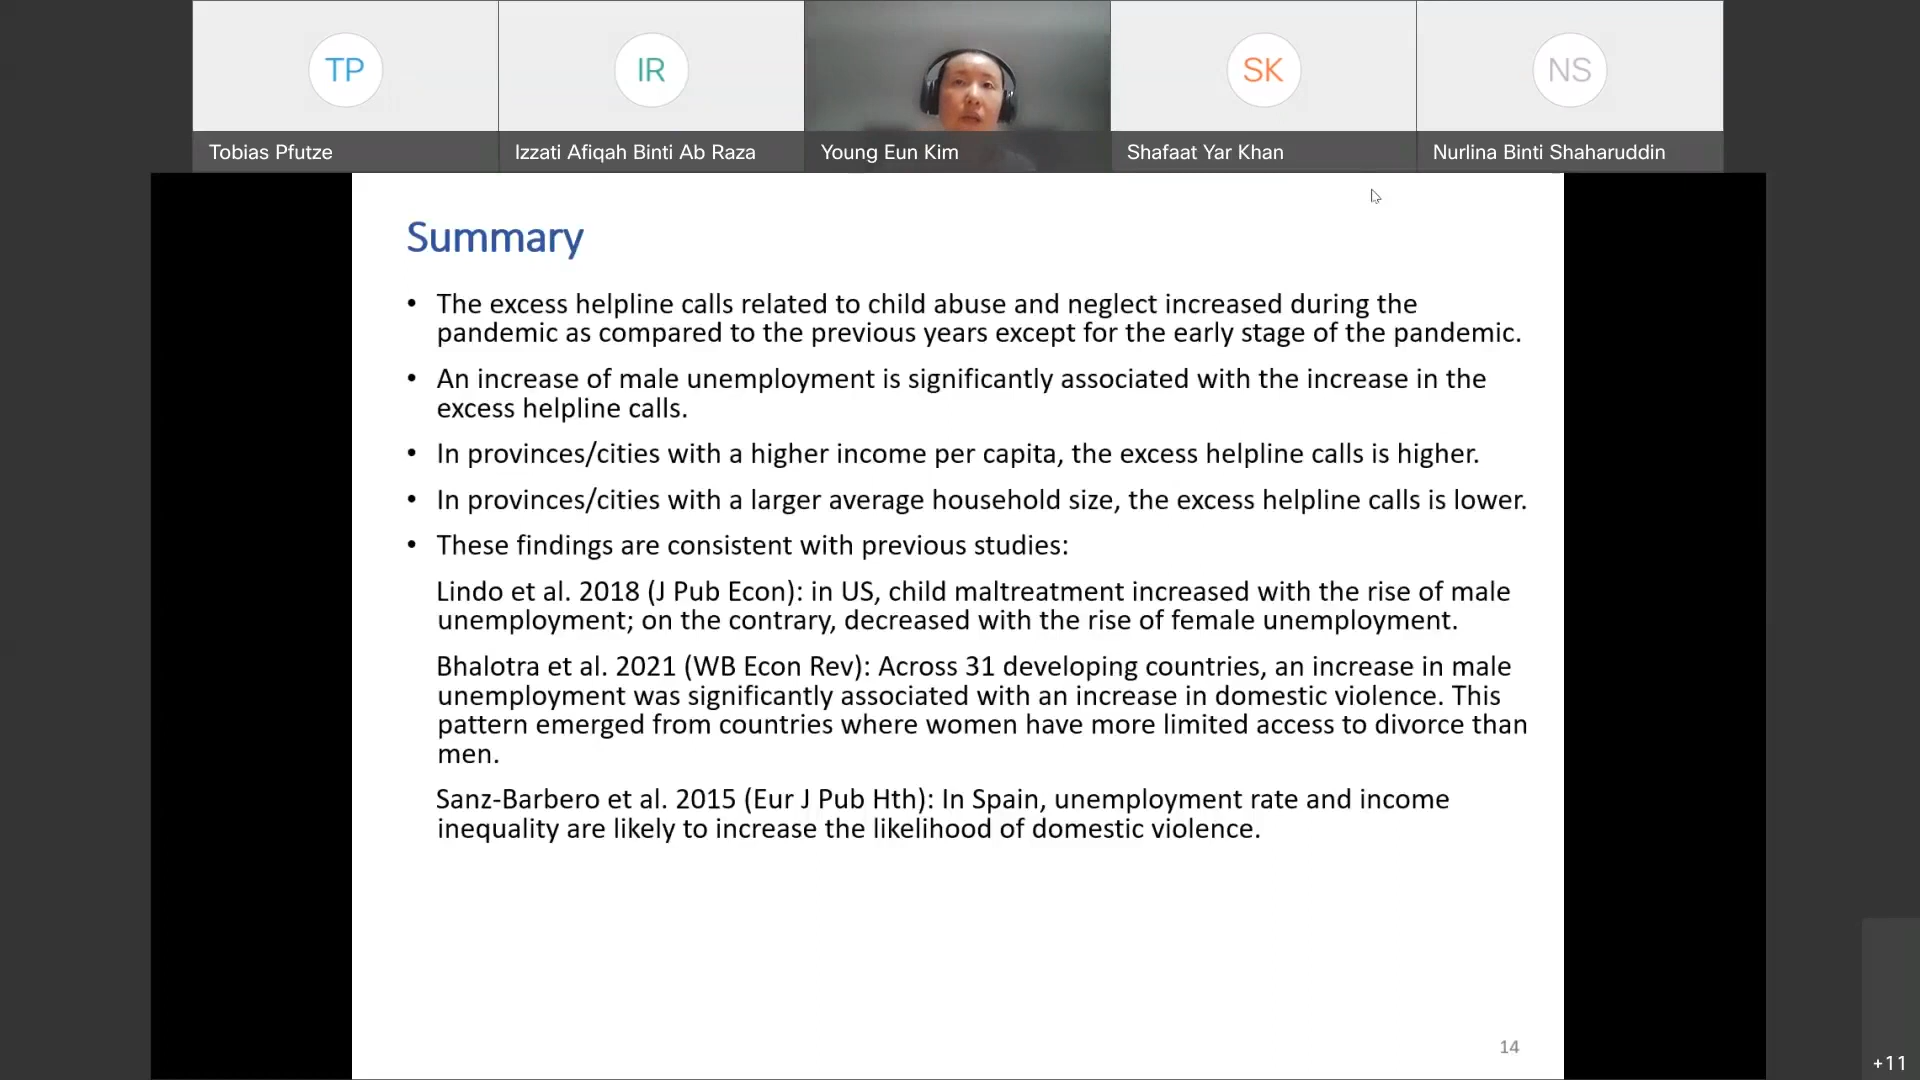 TP
IR
SK
NS
Tobias Pfutze
Izzati Afiqah Binti Ab Raza
Young Eun Kim
Shafaat Yar Khan
Nurlina Binti Shaharuddin
Summary
• The excess helpline calls related to child abuse and neglect increased during the
pandemic as compared to the previous years except for the early stage of the pandemic.
• An increase of male unemployment is significantly associated with the increase in the
excess helpline calls.
• In provinces/cities with a higher income per capita, the excess helpline calls is higher.
• In provinces/cities with a larger average household size, the excess helpline calls is lower.
• These findings are consistent with previous studies:
Lindo et al. 2018 (J Pub Econ): in US, child maltreatment increased with the rise of male
unemployment; on the contrary, decreased with the rise of female unemployment.
Bhalotra et al. 2021 (WB Econ Rev): Across 31 developing countries, an increase in male
unemployment was significantly associated with an increase in domestic violence. This
pattern emerged from countries where women have more limited access to divorce than
men.
Sanz-Barbero et al. 2015 (Eur J Pub Hth): In Spain, unemployment rate and income
inequality are likely to increase the likelihood of domestic violence.
14
+11